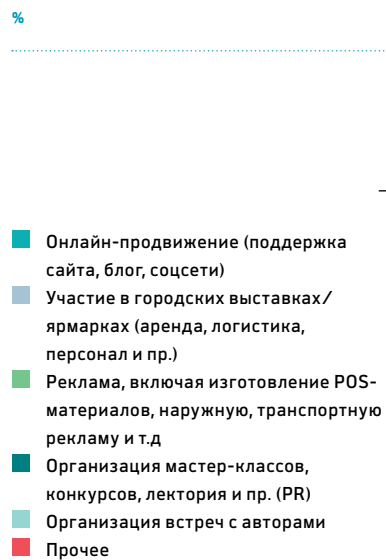 %
Онлайн-продвижение (поддержка
сайта, блог, соцсети)
Участие в городских выставках/
ярмарках (аренда, логистика,
персонал и пр.)
Реклама, включая изготовление POS-
материалов, наружную, транспортную
рекламу и т.д
Организация мастер-классов,
конкурсов, лектория и пр. (PR)
Организация встреч с авторами
Прочее